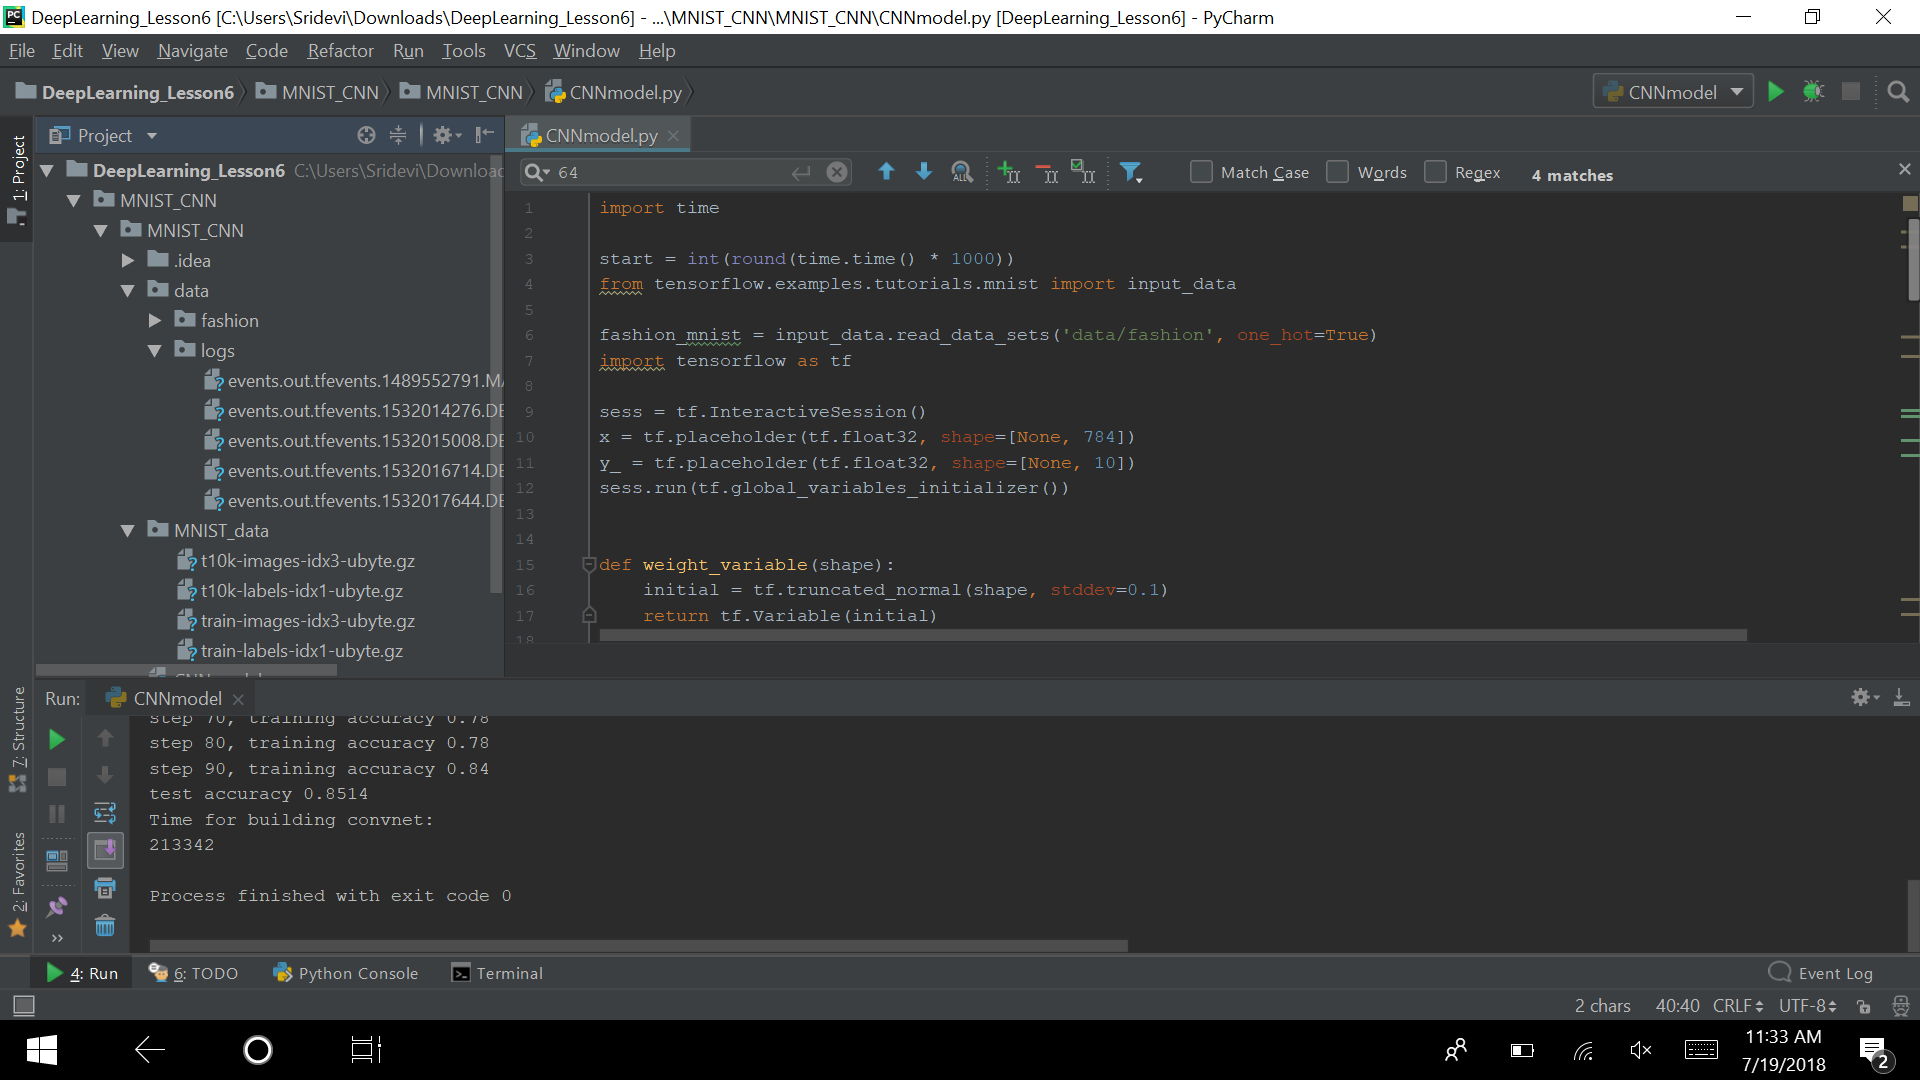 DeepLearning_Lesson6 [C:\Users\Sridevi\Downloads\DeepLearning_Lesson6] - ...\MNIST_CNN\MNIST_CNN\CNNmodel.py [DeepLearning_Lesson6] - PyCharm
File Edit View Navigate Code Refactor Run Tools VCS Window Help
DeepLearning_Lesson6 MNIST_CNN MNIST_CNN CNNmodel.py
CNNmodel
1: Project
Project
DeepLearning_Lesson6 C:\Users\Sridevi\Downloac
MNIST_CNN
MNIST_CNN
.idea
data
fashion
logs
events.out.tfevents.1489552791.MA
events.out.tfevents.1532014276.DE
events.out.tfevents.1532015008.DE
events.out.tfevents.1532016714.DE
events.out.tfevents.1532017644.DE
MNIST_data
t10k-images-idx3-ubyte.gz
t10k-labels-idx1-ubyte.gz
train-images-idx3-ubyte.gz
train-labels-idx1-ubyte.gz
CNNmodel.py
64
Match Case Words Regex 4 matches
1 import time
2
3 start = int(round(time.time() * 1000))
4 from tensorflow.examples.tutorials.mnist import input_data
5
6 fashion_mnist = input_data.read_data_sets('data/fashion', one_hot=True)
7 import tensorflow as tf
8
9 sess = tf.InteractiveSession()
10 x = tf.placeholder(tf.float32, shape=[None, 784])
11 y_ = tf.placeholder(tf.float32, shape=[None, 10])
12 sess.run(tf.global_variables_initializer())
13
14
15 def weight_variable(shape):
16 initial = tf.truncated_normal(shape, stddev=0.1)
17 return tf.Variable(initial)
18
7: Structure
2: Favorites
Run: CNNmodel
step 70, training accuracy 0.78
step 80, training accuracy 0.78
step 90, training accuracy 0.84
test accuracy 0.8514
Time for building convnet:
213342
Process finished with exit code 0
4: Run 6: TODO Python Console Terminal Event Log
2 chars 40:40 CRLF UTF-8
11:33 AM
7/19/2018
2